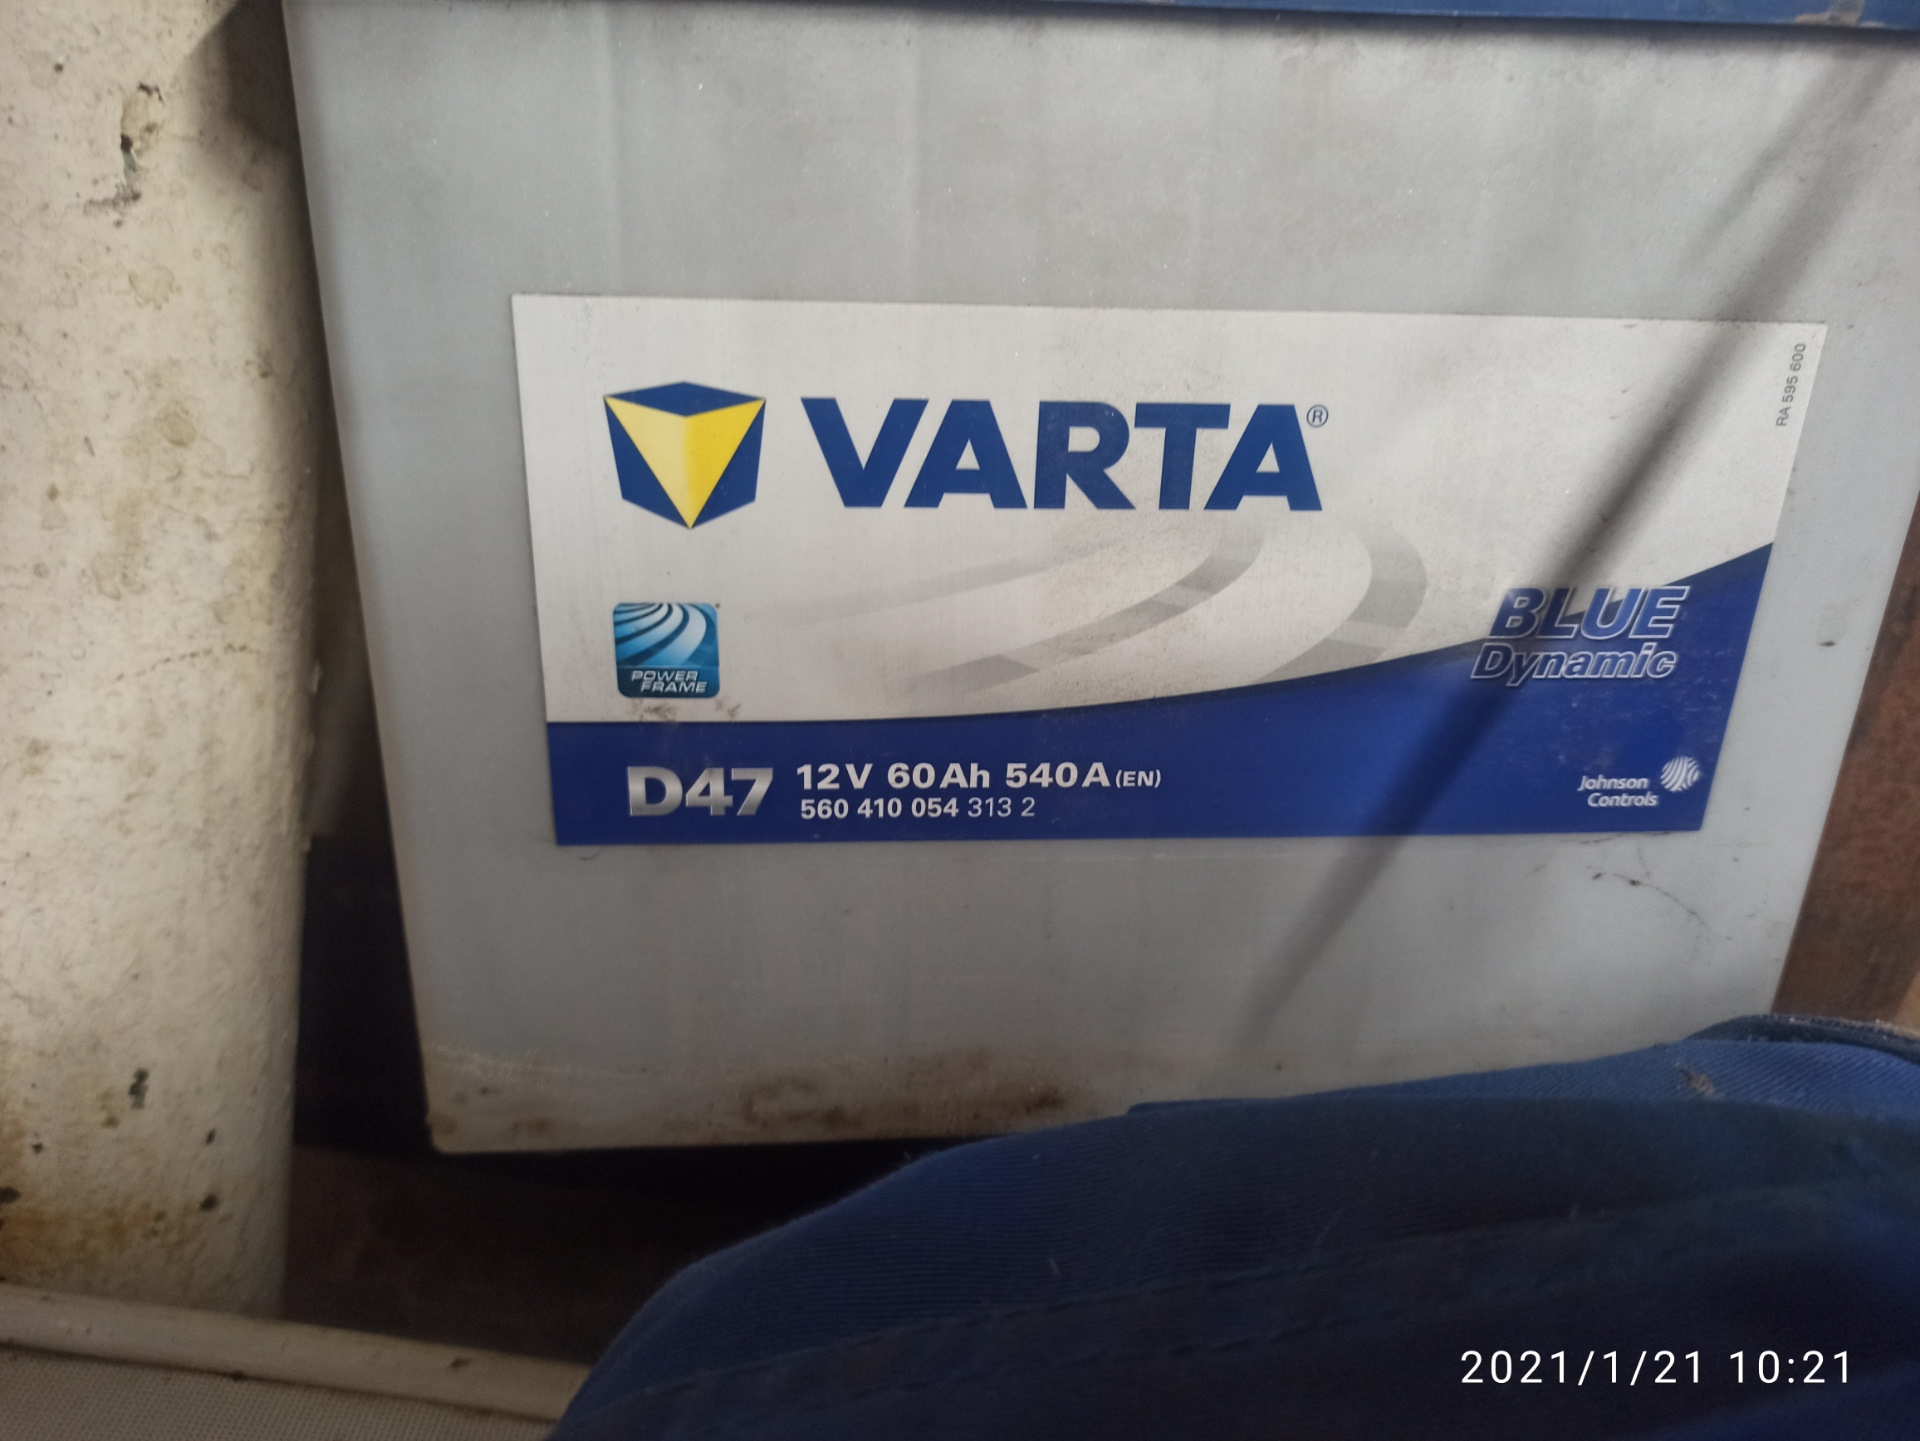 VARTA®
RA 595 600
POWER
FRAME
BLUE
Dynamic
D47
12V 60Ah 540A (EN)
560 410 054 313 2
Johnson
Controls
2021/1/21 10:21